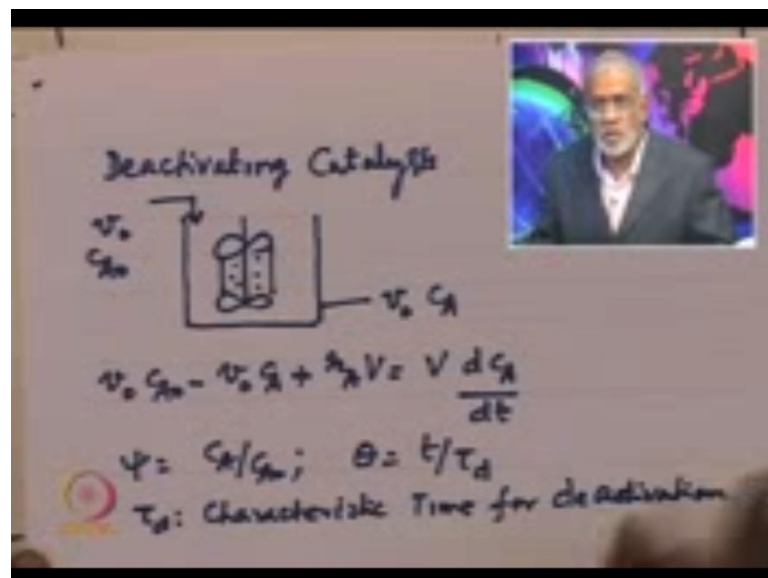 Deactivating Catalysts
v₀
C_A₀
v₀ C_A
v₀ C_A₀ - v₀ C_A + r_A V = V dC_A/dt
ψ = C_A/C_A₀; θ = t/τ_d
τ_d: Characteristic Time for deactivation